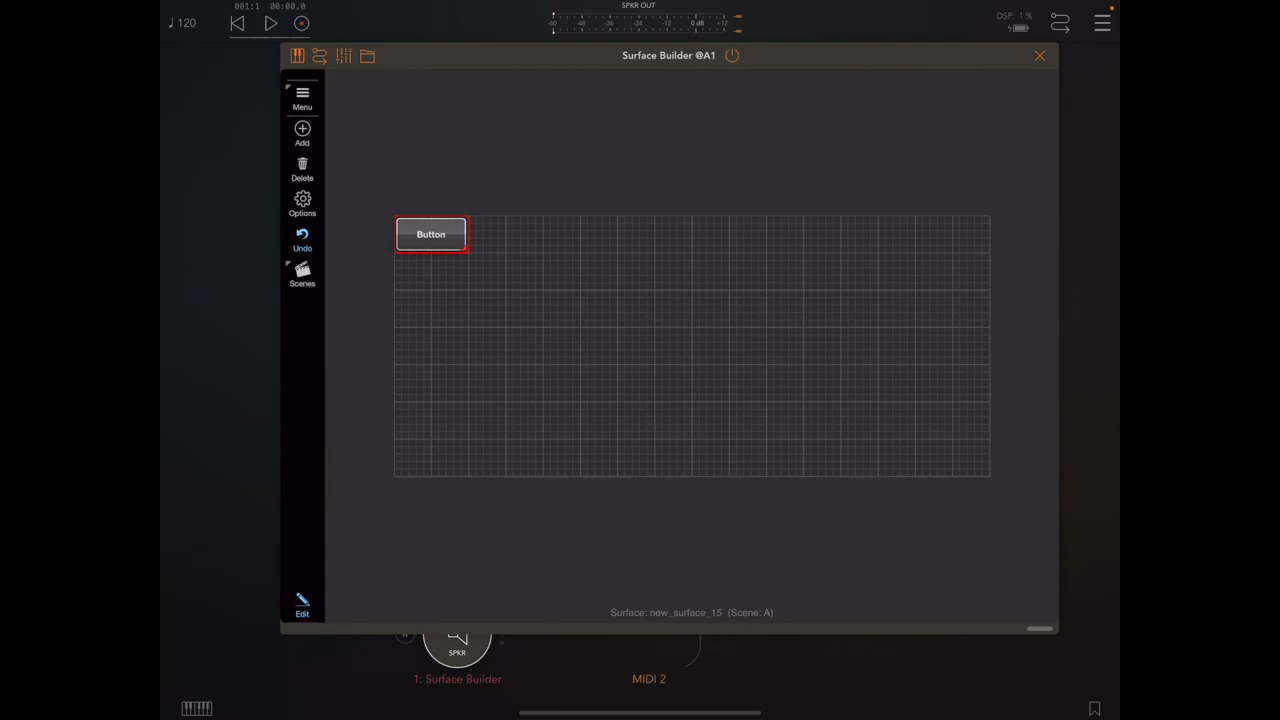 001:1 00:00.0
♩120
SPKR OUT
-60 -48 -36 -24 -12 0 dB +12
-∞
-∞
DSP: 1 %
Surface Builder @A1
Menu
Add
Delete
Options
Undo
Scenes
Edit
Button
Surface: new_surface_15 (Scene: A)
SPKR
1: Surface Builder
MIDI 2